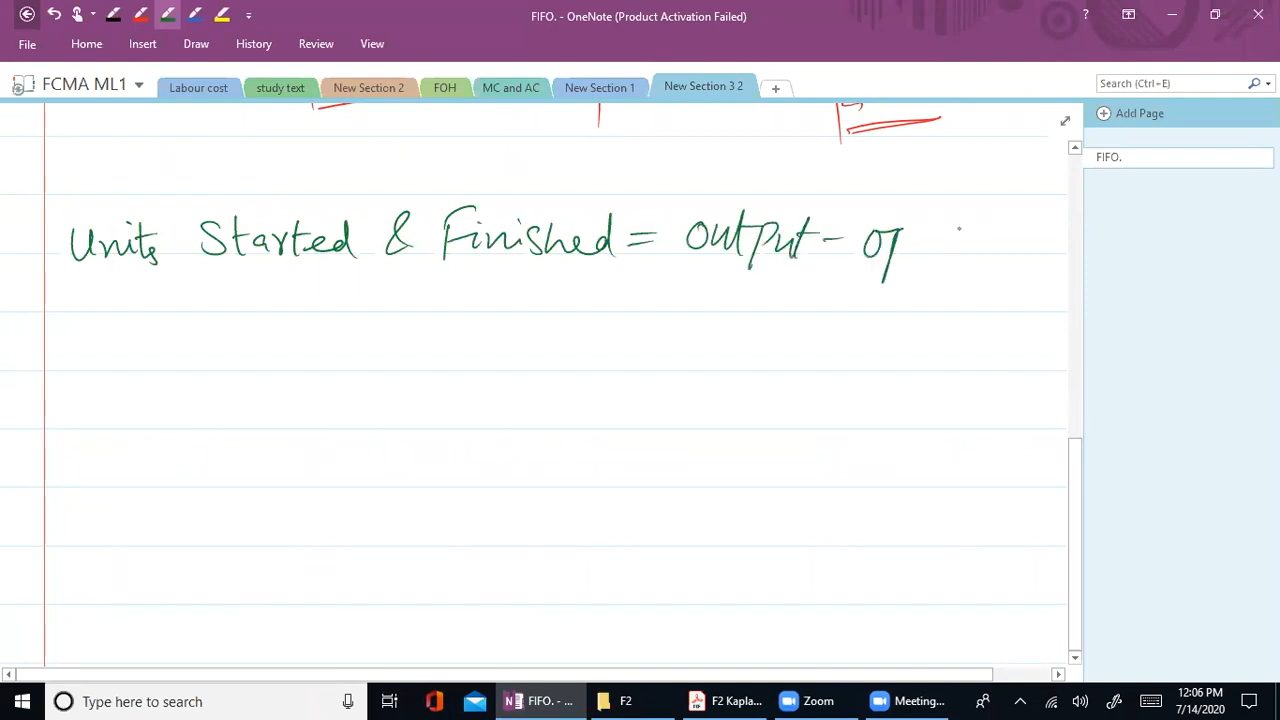 FIFO. - OneNote (Product Activation Failed)
?
File Home Insert Draw History Review View
FCMA ML1
Labour cost study text New Section 2 FOH MC and AC New Section 1 New Section 3 2 +
Search (Ctrl+E)
Add Page
FIFO.
Units Started & Finished = output - op
Type here to search
FIFO. - ...
F2
F2 Kapla...
Zoom
Meeting...
12:06 PM
7/14/2020